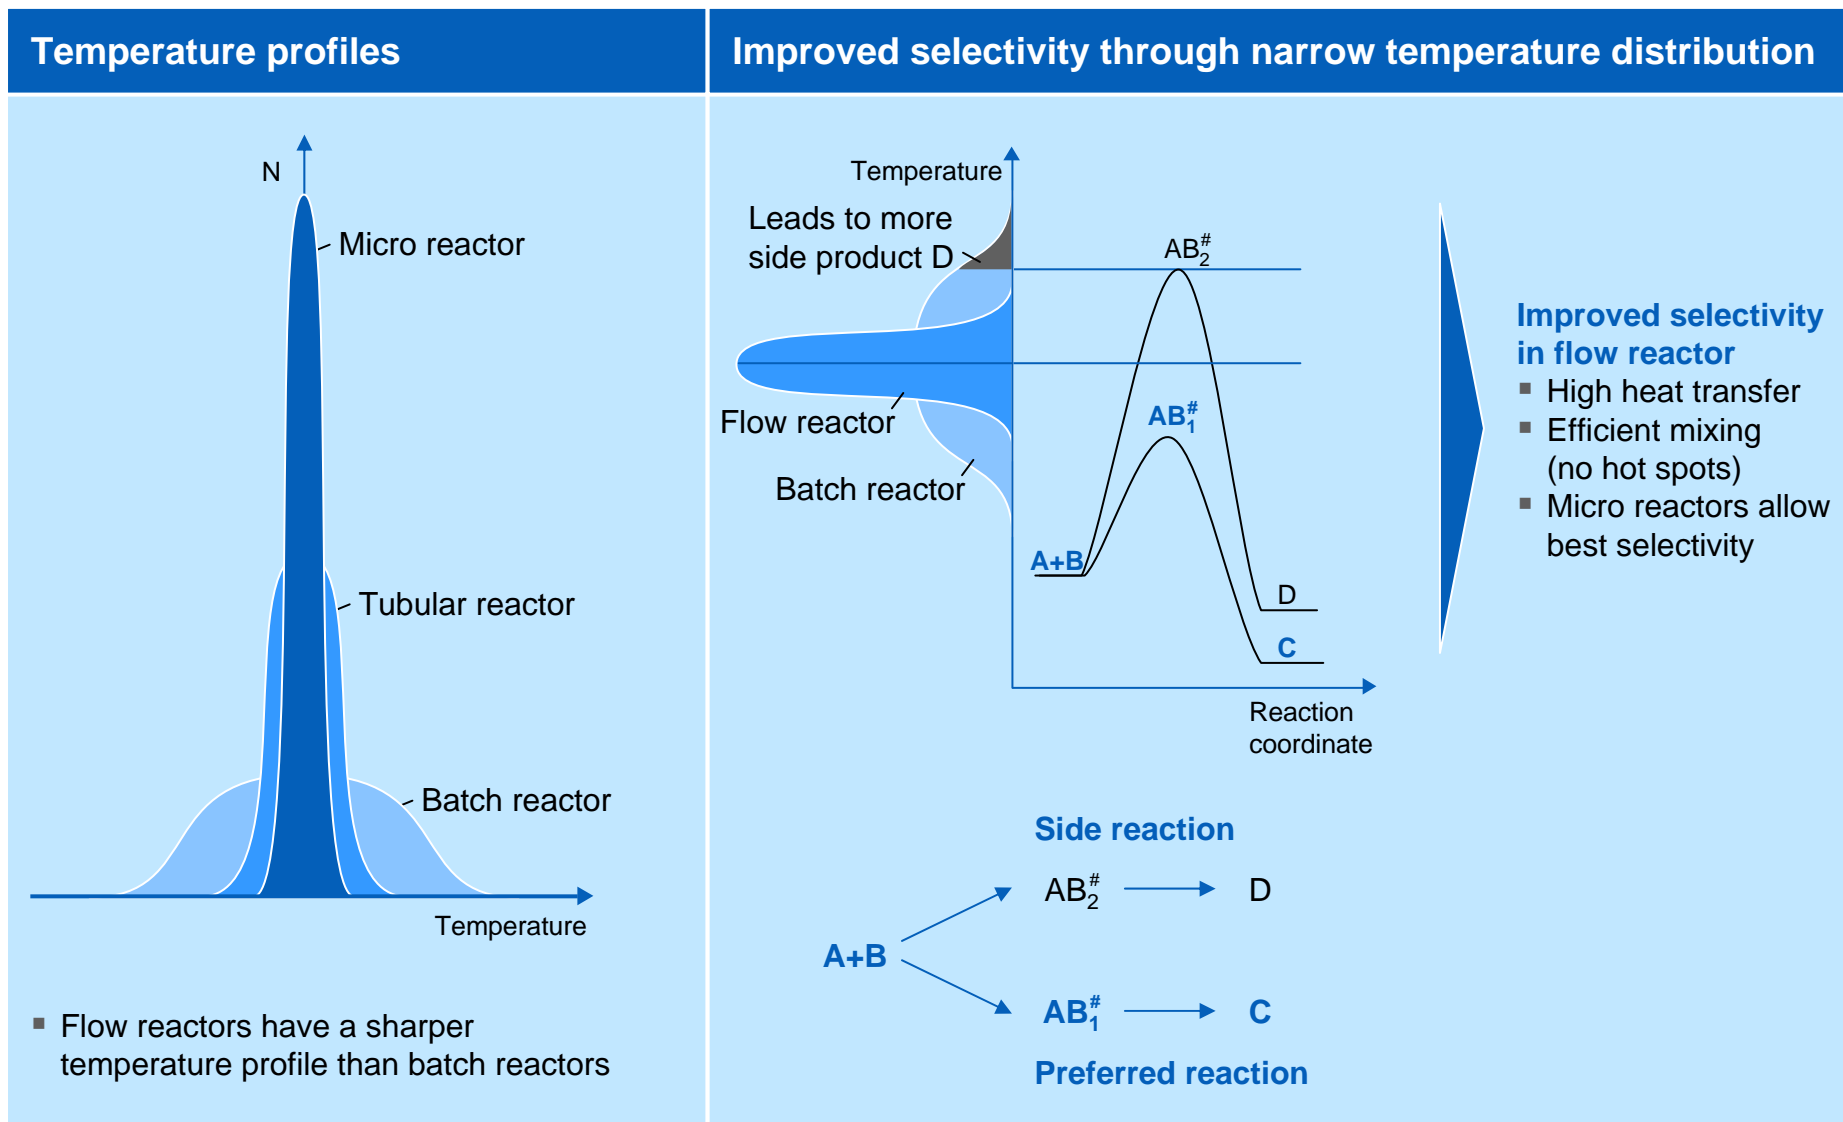 Temperature profiles
N
Micro reactor
Tubular reactor
Batch reactor
Temperature
▪ Flow reactors have a sharper
temperature profile than batch reactors
Improved selectivity through narrow temperature distribution
Temperature
Leads to more
side product D
Flow reactor
Batch reactor
AB₂#
AB₁#
A+B
D
C
Reaction
coordinate
Improved selectivity
in flow reactor
▪ High heat transfer
▪ Efficient mixing
(no hot spots)
▪ Micro reactors allow
best selectivity
Side reaction
AB₂# → D
A+B
AB₁# → C
Preferred reaction